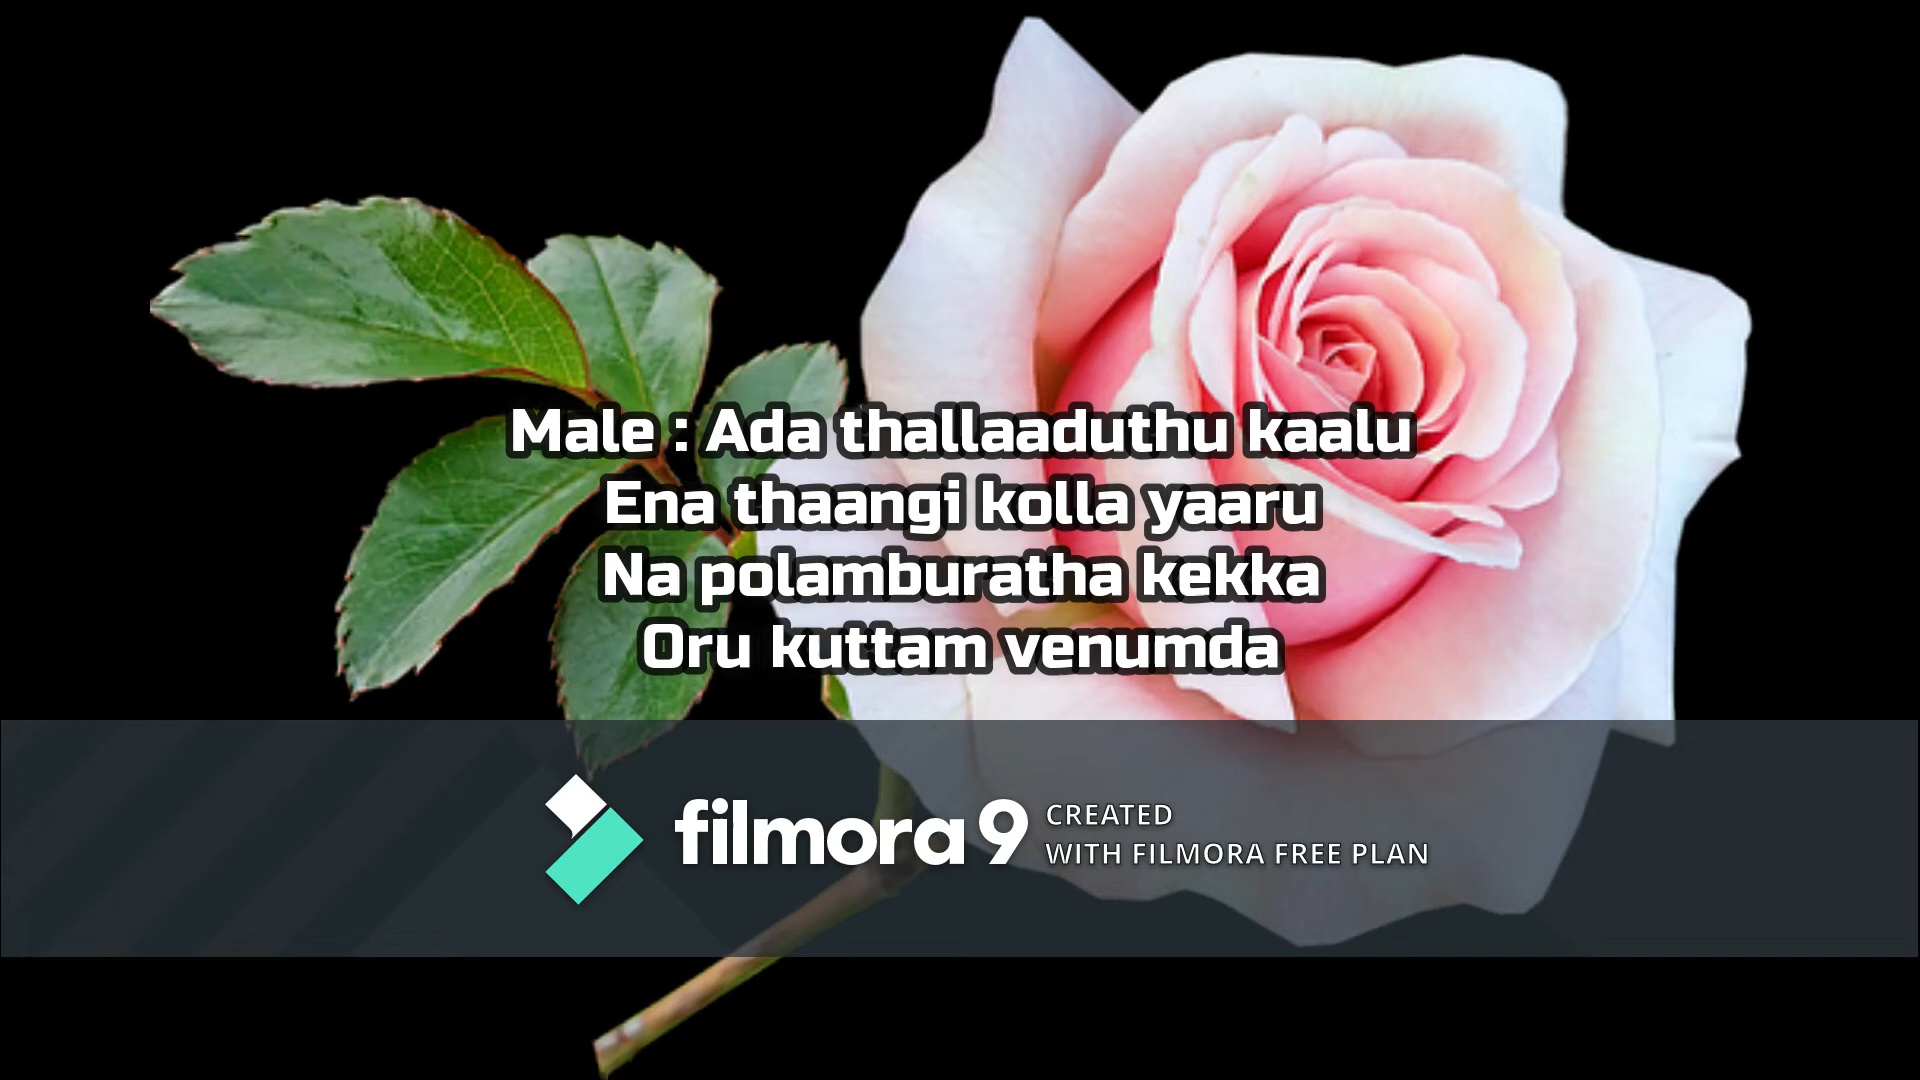 Male : Ada thallaaduthu kaalu
Ena thaangi kolla yaaru
Na polamburatha kekka
Oru kuttam venumda
filmora 9
CREATED
WITH FILMORA FREE PLAN